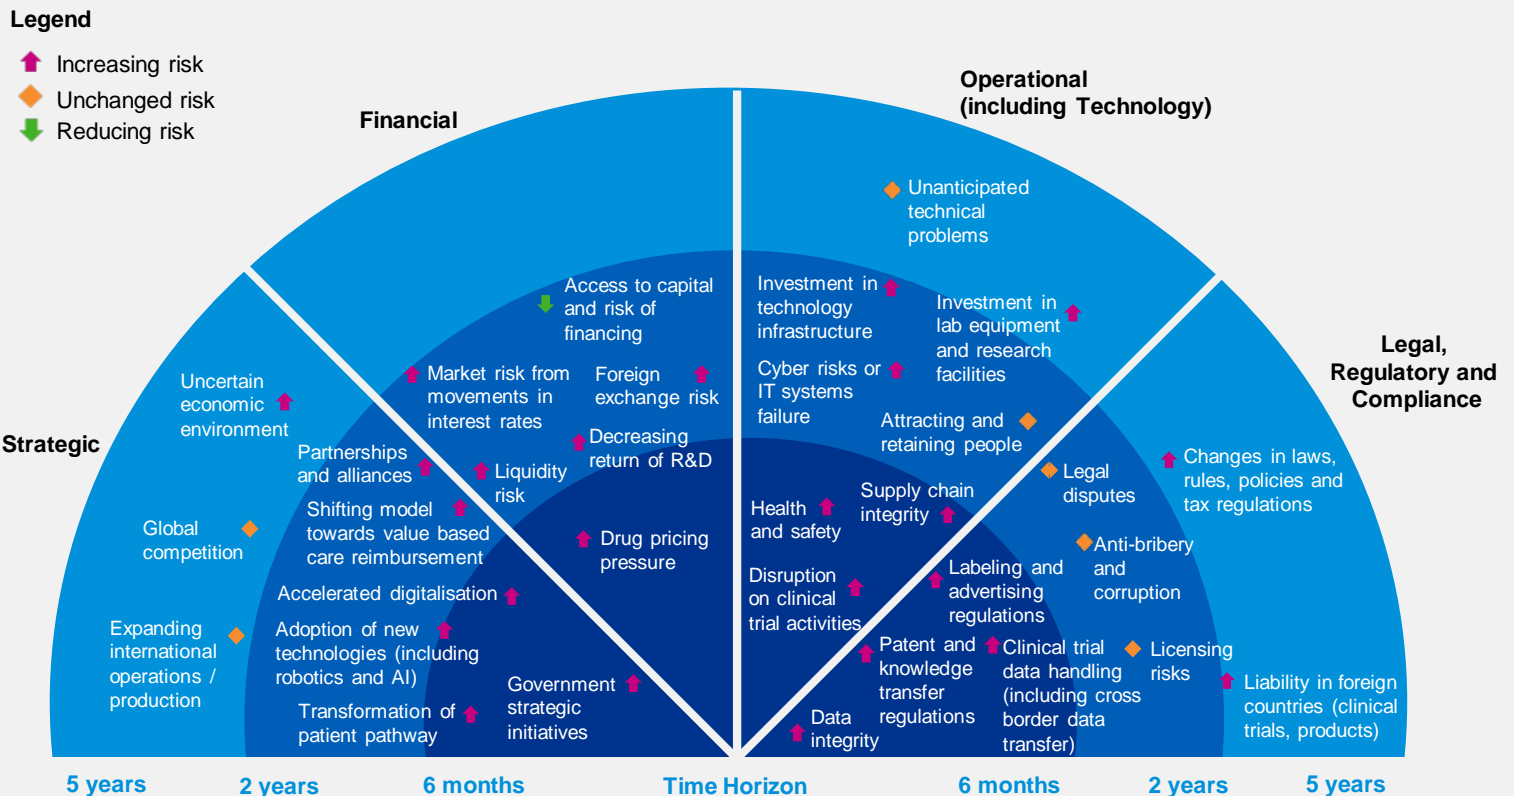 Legend
Increasing risk
Unchanged risk
Reducing risk
Financial
Operational
(including Technology)
Strategic
Legal,
Regulatory and
Compliance
Uncertain
economic
environment
Partnerships
and alliances
Shifting model
towards value based
care reimbursement
Global
competition
Accelerated digitalisation
Expanding
international
operations /
production
Adoption of new
technologies (including
robotics and AI)
Transformation of
patient pathway
Government
strategic
initiatives
Access to capital
and risk of
financing
Market risk from
movements in
interest rates
Foreign
exchange risk
Decreasing
return of R&D
Liquidity
risk
Drug pricing
pressure
Unanticipated
technical
problems
Investment in
technology
infrastructure
Investment in
lab equipment
and research
facilities
Cyber risks or
IT systems
failure
Attracting and
retaining people
Supply chain
integrity
Health
and safety
Disruption
on clinical
trial activities
Legal
disputes
Changes in laws,
rules, policies and
tax regulations
Anti-bribery
and
corruption
Labeling and
advertising
regulations
Patent and
knowledge
transfer
regulations
Clinical trial
data handling
(including cross
border data
transfer)
Licensing
risks
Liability in foreign
countries (clinical
trials, products)
Data
integrity
5 years
2 years
6 months
Time Horizon
6 months
2 years
5 years